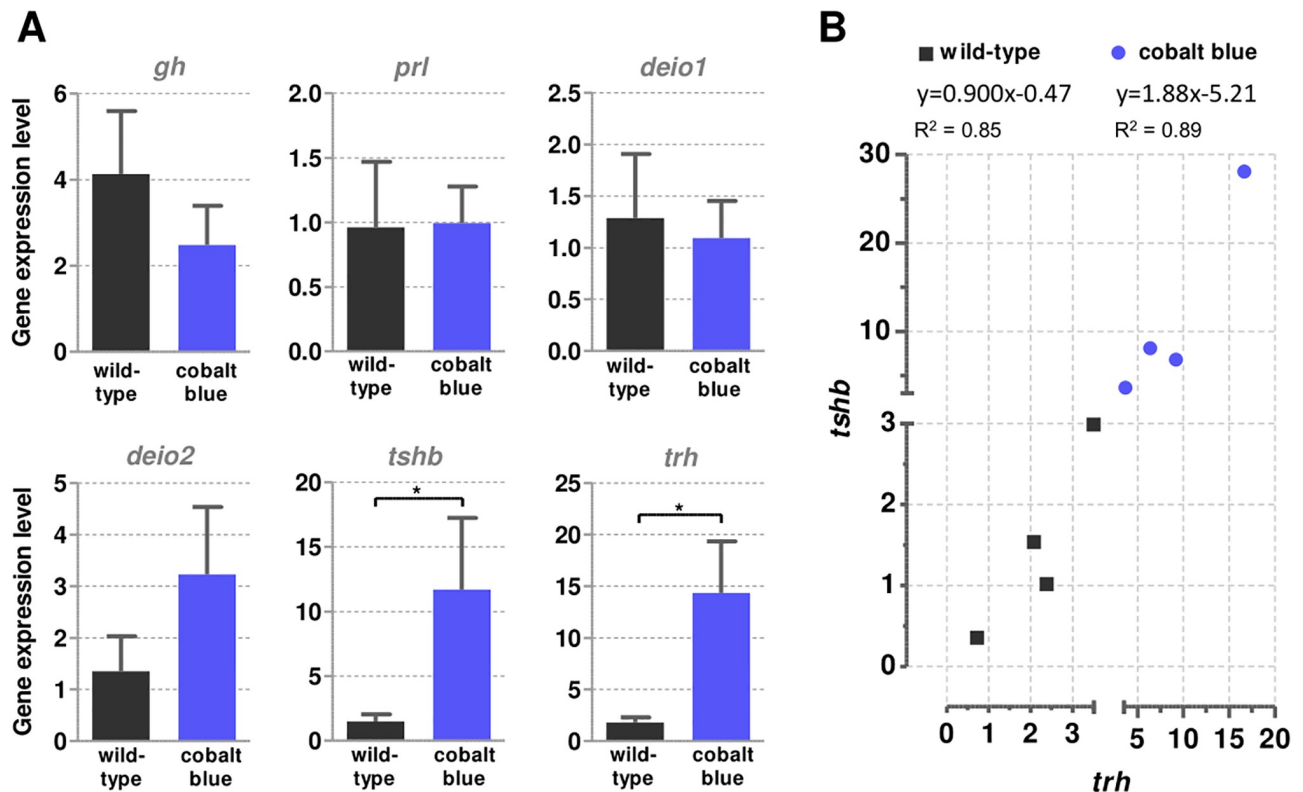 A
gh
prl
deio1
Gene expression level
6
4
2
0
wild-
type
cobalt
blue
2.0
1.5
1.0
0.5
0.0
wild-
type
cobalt
blue
2.5
2.0
1.5
1.0
0.5
0.0
wild-
type
cobalt
blue
deio2
tshb
trh
Gene expression level
5
4
3
2
1
0
wild-
type
cobalt
blue
20
15
10
5
0
*
wild-
type
cobalt
blue
25
20
15
10
5
0
*
wild-
type
cobalt
blue
B
wild-type
cobalt blue
y=0.900x-0.47
y=1.88x-5.21
R² = 0.85
R² = 0.89
tshb
30
20
10
3
2
1
0
0 1 2 3 5 10 15 20
trh